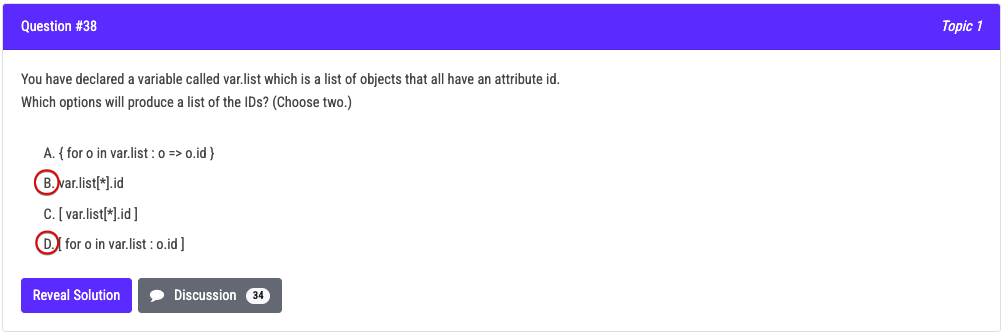 Question #38 Topic 1
You have declared a variable called var.list which is a list of objects that all have an attribute id.
Which options will produce a list of the IDs? (Choose two.)
A. { for o in var.list : o => o.id }
B. var.list[*].id
C. [ var.list[*].id ]
D. [ for o in var.list : o.id ]
Reveal Solution Discussion 34